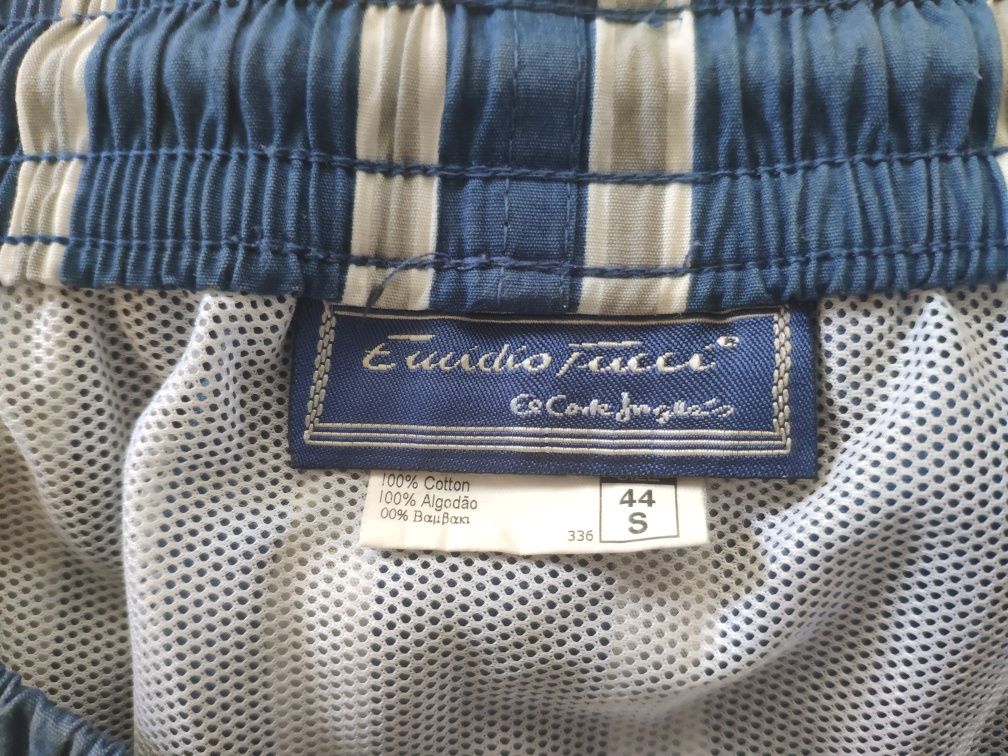 Emidio Tucci®
El Corte Inglés
100% Cotton
100% Algodão
00% Βαμβακι
336
44
S